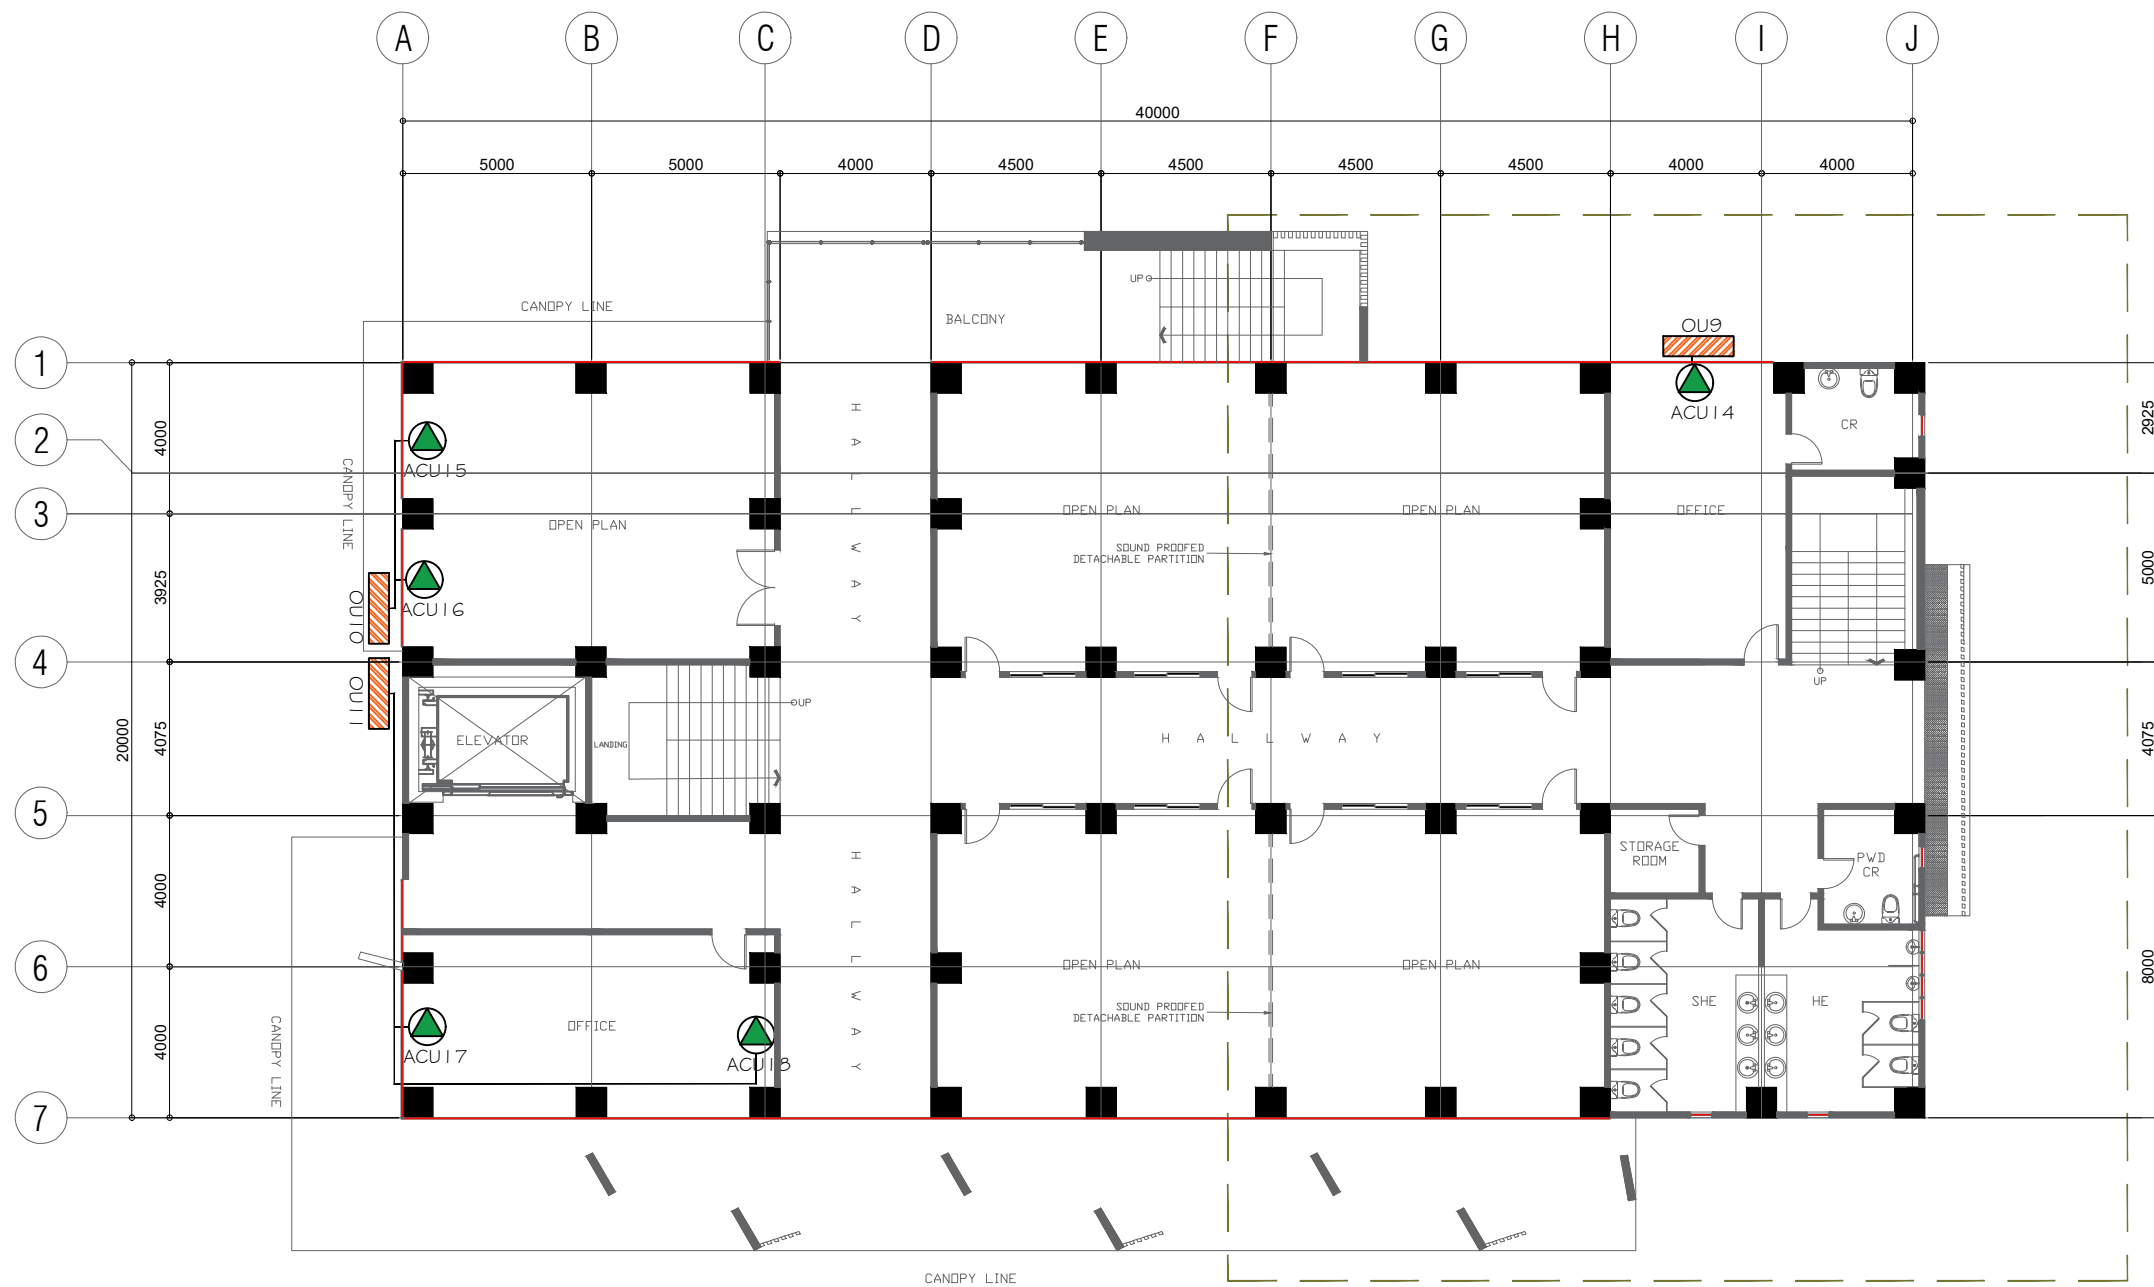 A B C D E F G H I J
40000
5000 5000 4000 4500 4500 4500 4500 4000 4000
CANOPY LINE
BALCONY
UP
OU9
ACU14
1
2
3
4
5
6
7
4000
3925
4075
4000
4000
20000
2925
5000
4075
8000
CANOPY LINE
ACU15
OPEN PLAN
ACU16
OU10
OU11
HALLWAY
OPEN PLAN
OPEN PLAN
SOUND PROOFED
DETACHABLE PARTITION
OFFICE
CR
UP
ELEVATOR
LANDING
UP
HALLWAY
STORAGE
ROOM
PWD
CR
HALLWAY
OPEN PLAN
OPEN PLAN
SOUND PROOFED
DETACHABLE PARTITION
SHE
HE
OFFICE
ACU17
ACU18
CANOPY LINE
CANOPY LINE